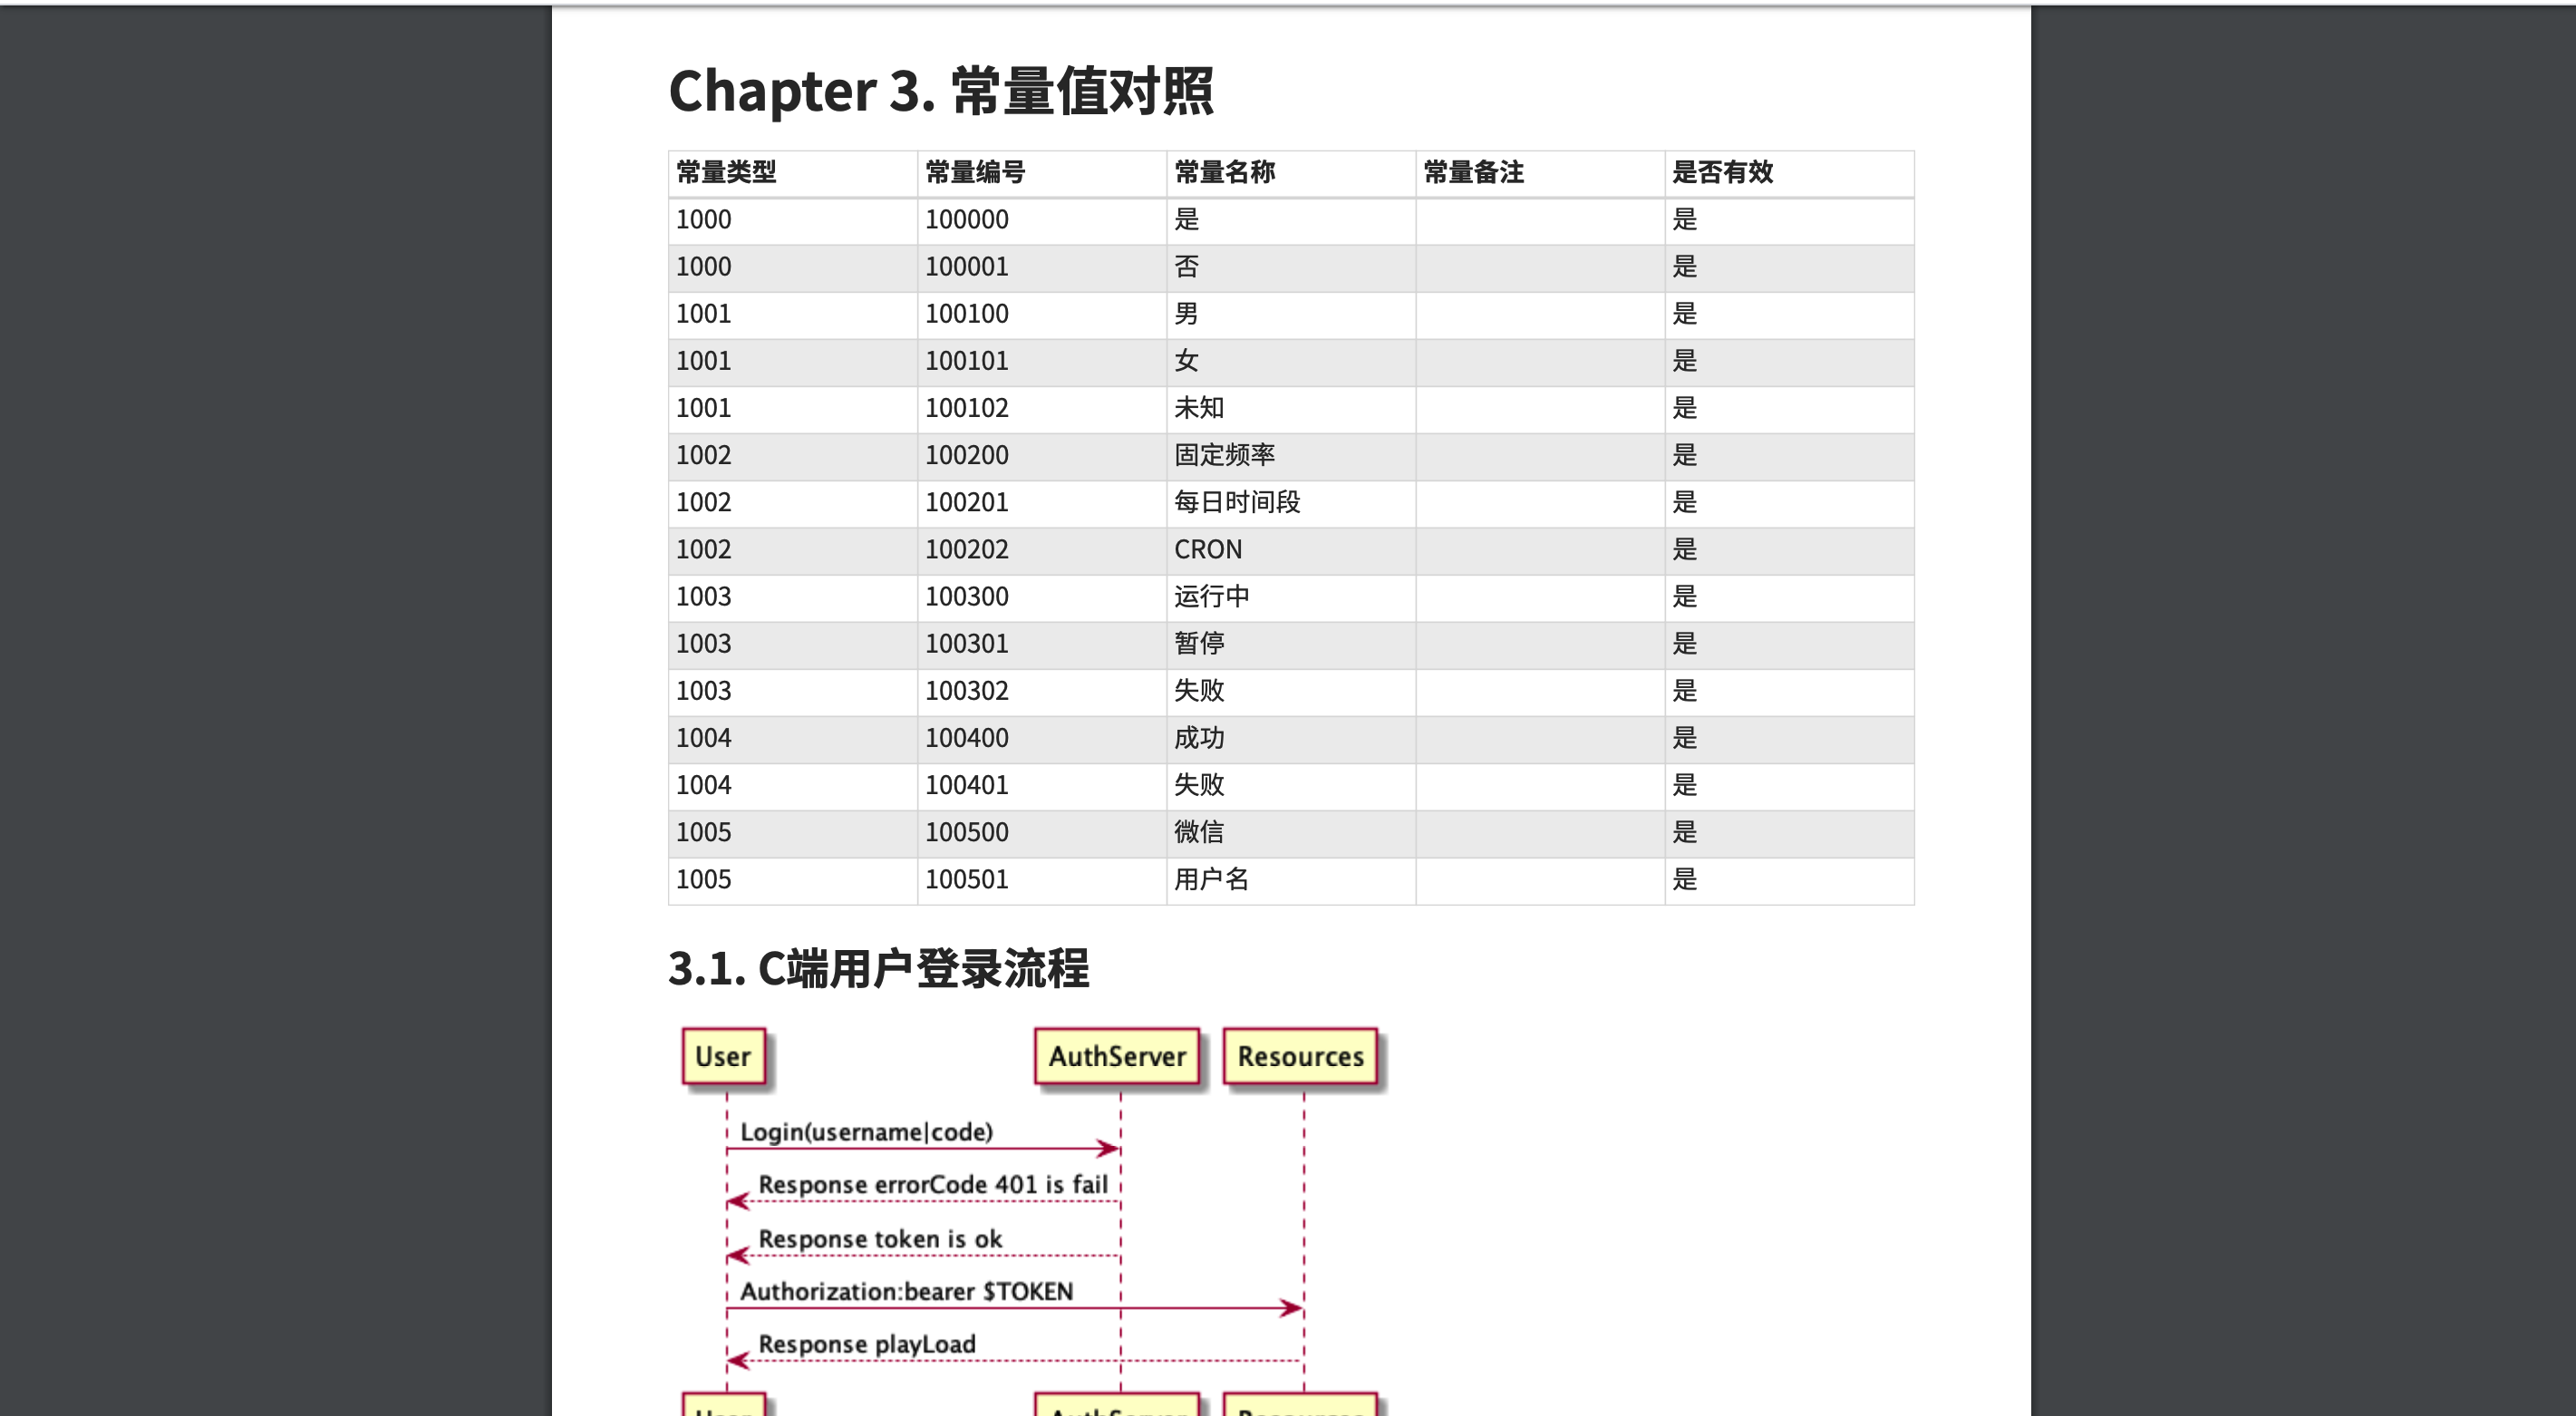 Chapter 3. 常量值对照
常量类型 常量编号 常量名称 常量备注 是否有效
1000 100000 是 是
1000 100001 否 是
1001 100100 男 是
1001 100101 女 是
1001 100102 未知 是
1002 100200 固定频率 是
1002 100201 每日时间段 是
1002 100202 CRON 是
1003 100300 运行中 是
1003 100301 暂停 是
1003 100302 失败 是
1004 100400 成功 是
1004 100401 失败 是
1005 100500 微信 是
1005 100501 用户名 是
3.1. C端用户登录流程
User AuthServer Resources
Login(username|code)
Response errorCode 401 is fail
Response token is ok
Authorization:bearer $TOKEN
Response playLoad
User AuthServer Resources